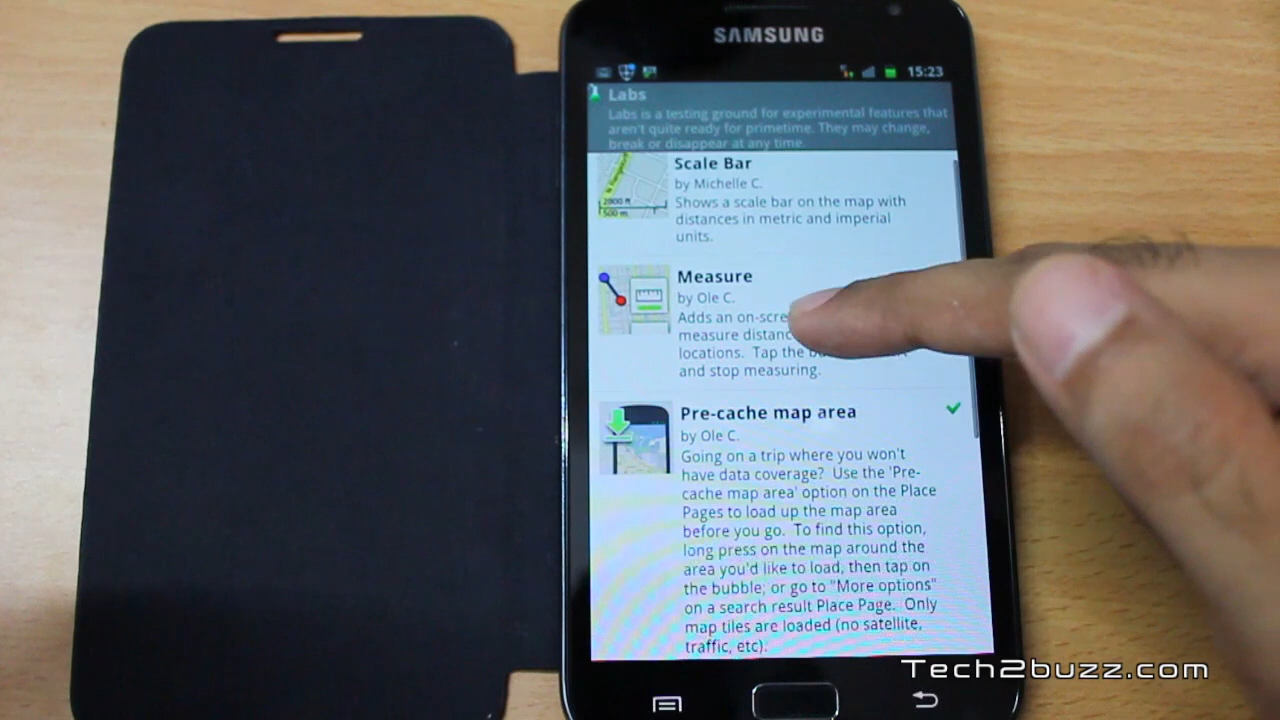 SAMSUNG
15:23
Labs
Labs is a testing ground for experimental features that
aren't quite ready for primetime. They may change,
break or disappear at any time.
Scale Bar
by Michelle C.
Shows a scale bar on the map with
distances in metric and imperial
units.
2000 ft
500 m
Measure
by Ole C.
Adds an on-scre
measure distanc
locations. Tap the
and stop measuring.
Pre-cache map area
by Ole C.
Going on a trip where you won't
have data coverage? Use the 'Pre-
cache map area' option on the Place
Pages to load up the map area
before you go. To find this option,
long press on the map around the
area you'd like to load, then tap on
the bubble; or go to "More options"
on a search result Place Page. Only
map tiles are loaded (no satellite,
traffic, etc).
Tech2buzz.com